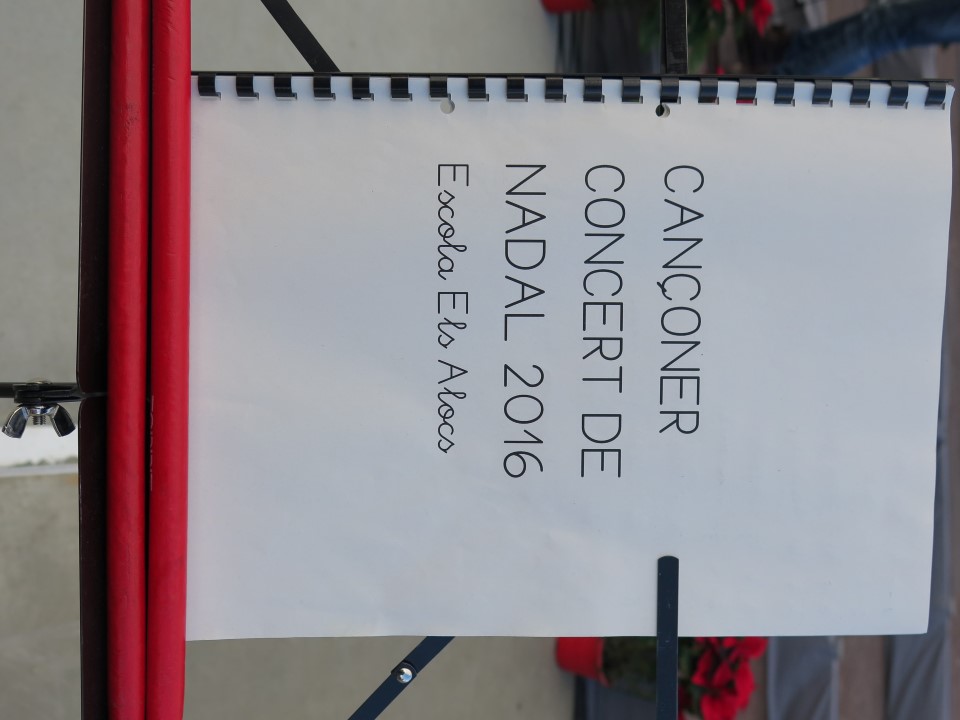 CANÇONER
CONCERT DE
NADAL 2016
Escola Els Alocs